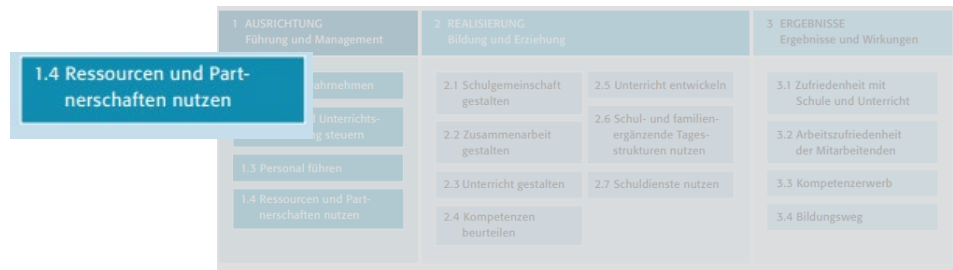 1 AUSRICHTUNG
Führung und Management
2 REALISIERUNG
Bildung und Erziehung
3 ERGEBNISSE
Ergebnisse und Wirkungen
1.4 Ressourcen und Part-
nerschaften nutzen
ahrnehmen
Unterrichts-
ng steuern
1.3 Personal führen
1.4 Ressourcen und Part-
nerschaften nutzen
2.1 Schulgemeinschaft
gestalten
2.2 Zusammenarbeit
gestalten
2.3 Unterricht gestalten
2.4 Kompetenzen
beurteilen
2.5 Unterricht entwickeln
2.6 Schul- und familien-
ergänzende Tages-
strukturen nutzen
2.7 Schuldienste nutzen
3.1 Zufriedenheit mit
Schule und Unterricht
3.2 Arbeitszufriedenheit
der Mitarbeitenden
3.3 Kompetenzerwerb
3.4 Bildungsweg